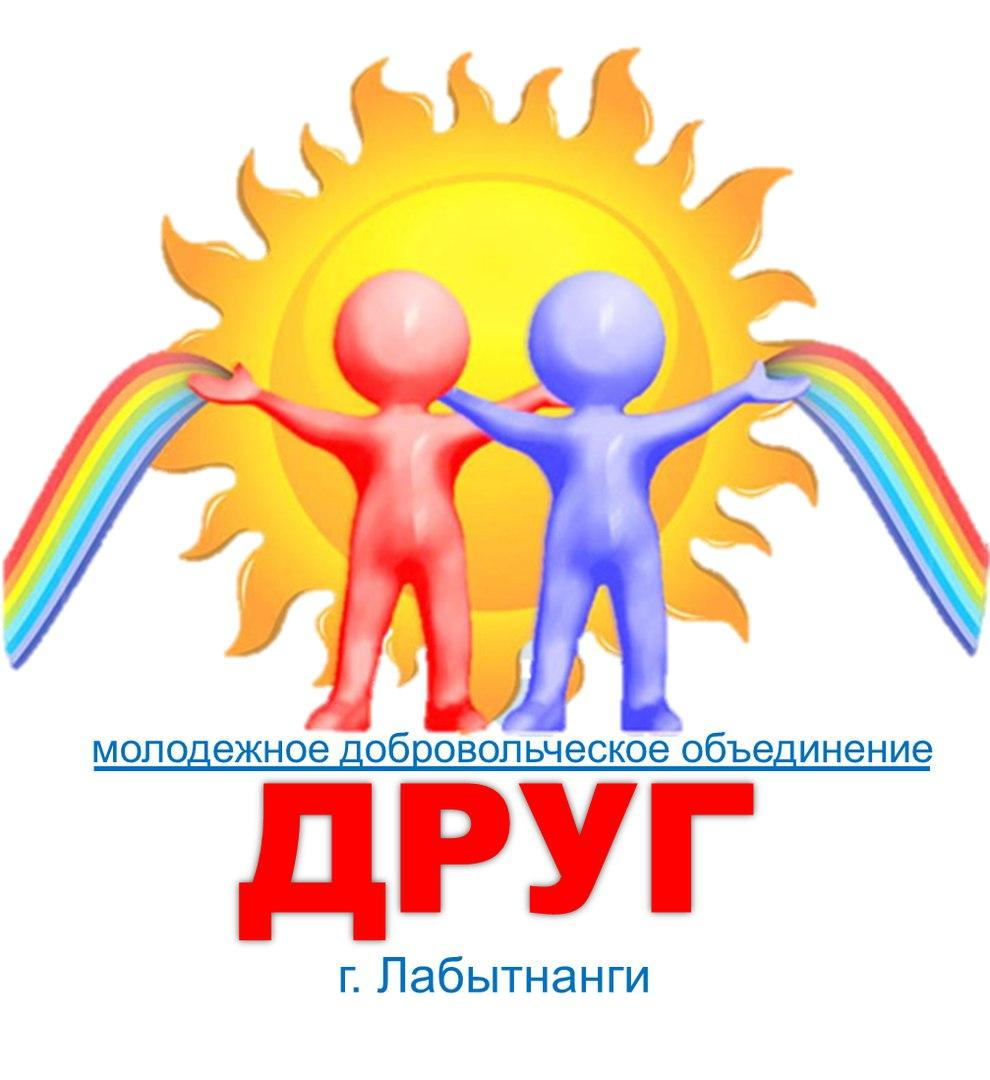 молодежное добровольческое объединение
ДРУГ
г. Лабытнанги